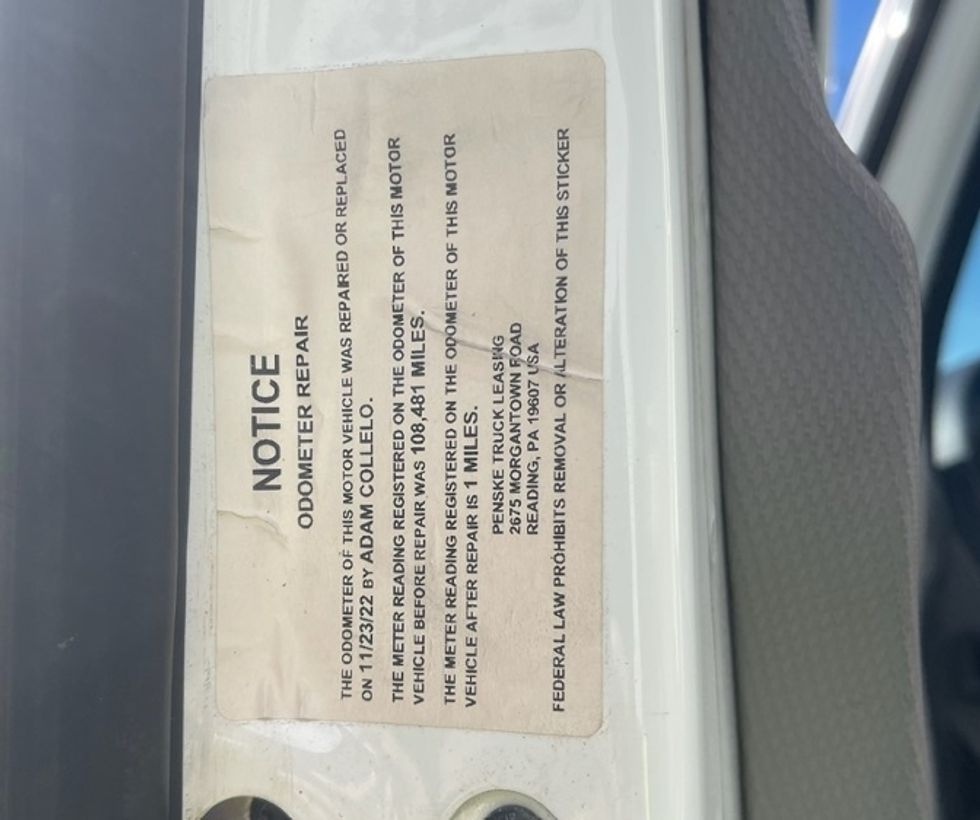 NOTICE
ODOMETER REPAIR
THE ODOMETER OF THIS MOTOR VEHICLE WAS REPAIRED OR REPLACED
ON 11/23/22 BY ADAM COLLELO.
THE METER READING REGISTERED ON THE ODOMETER OF THIS MOTOR
VEHICLE BEFORE REPAIR WAS 108,481 MILES.
THE METER READING REGISTERED ON THE ODOMETER OF THIS MOTOR
VEHICLE AFTER REPAIR IS 1 MILES.
PENSKE TRUCK LEASING
2675 MORGANTOWN ROAD
READING, PA 19607 USA
FEDERAL LAW PROHIBITS REMOVAL OR ALTERATION OF THIS STICKER